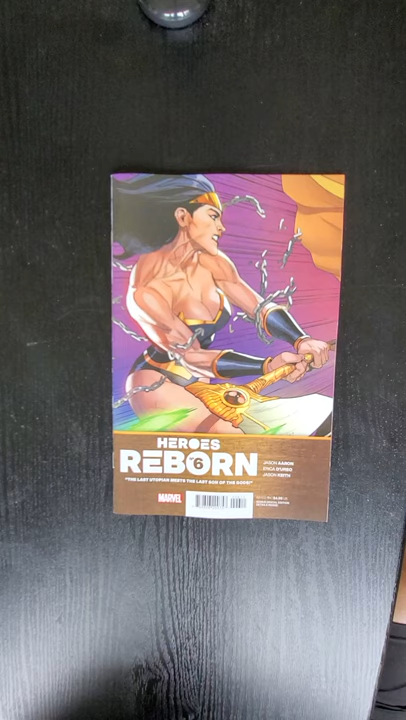 HEROES
REBORN
6
JASON AARON
ERICA D'URSO
JASON KEITH
"THE LAST UTOPIAN MEETS THE LAST SON OF THE GODS!"
MARVEL